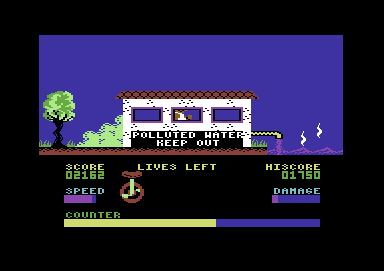 POLLUTED WATER
KEEP OUT
SCORE LIVES LEFT HISCORE
02162 01750
SPEED DAMAGE
COUNTER